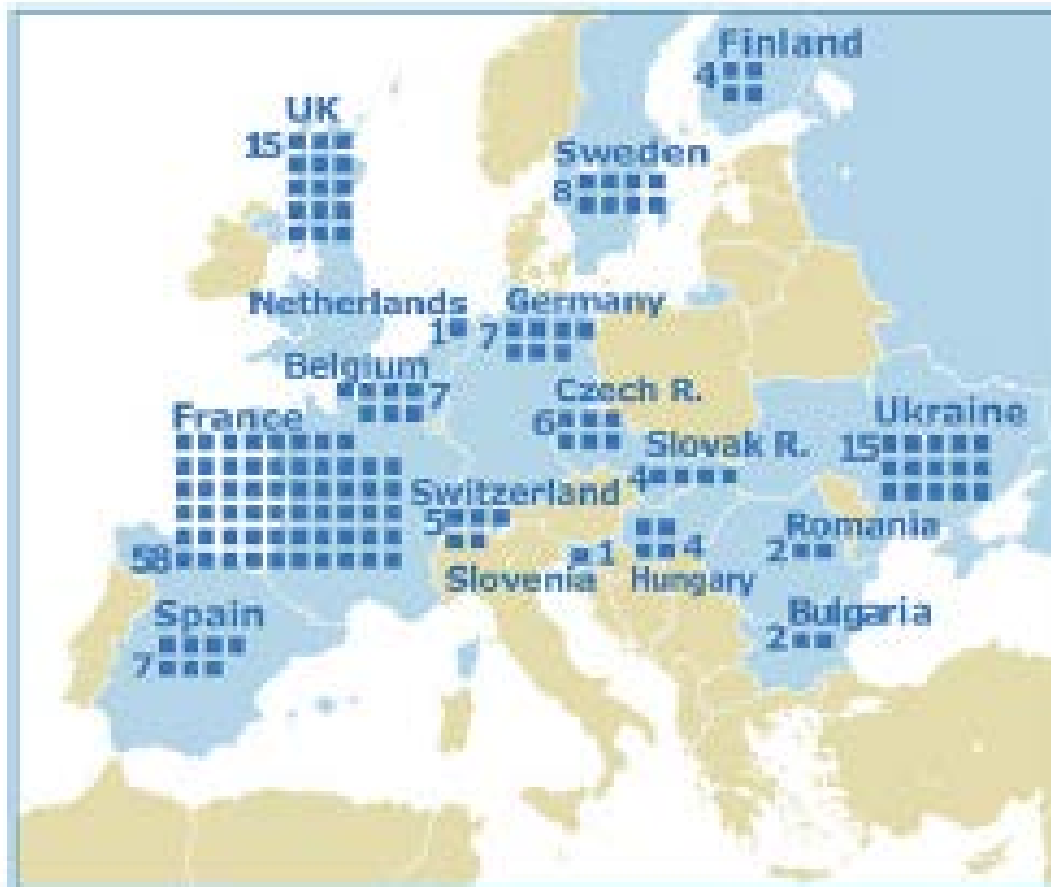 Finland
4
UK
15
Sweden
8
Netherlands
1
Germany
7
Belgium
7
Czech R.
6
France
58
Ukraine
15
Slovak R.
4
Switzerland
5
Romania
2
1
Slovenia
4
Hungary
Spain
7
Bulgaria
2